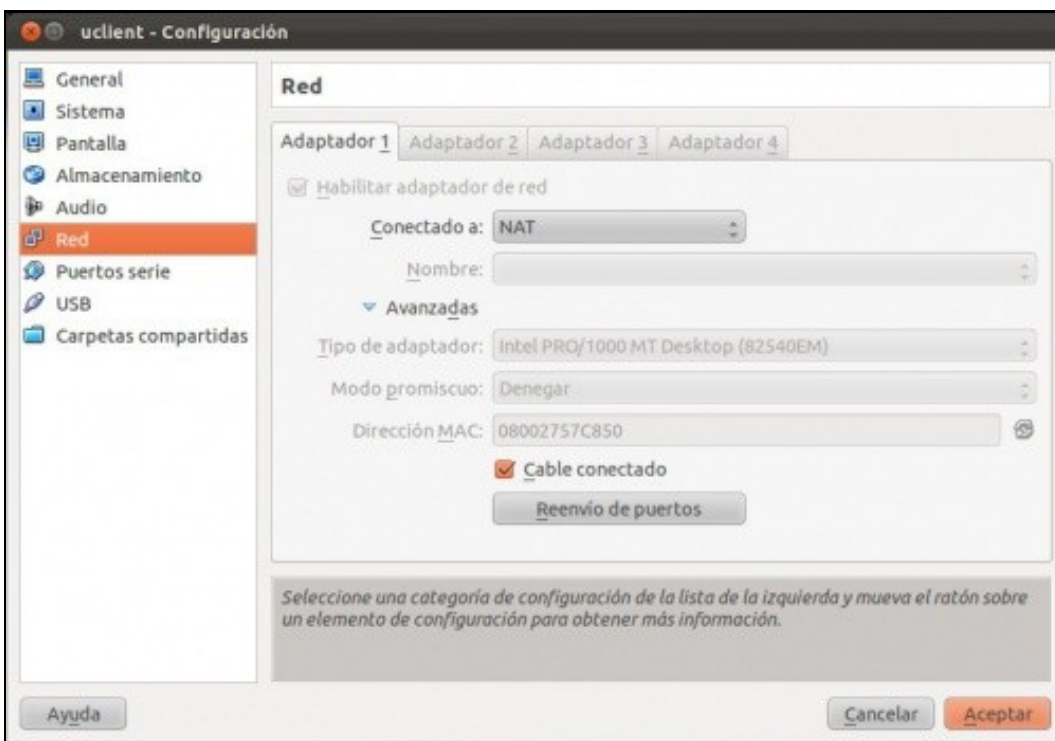 uclient - Configuración
General
Sistema
Pantalla
Almacenamiento
Audio
Red
Puertos serie
USB
Carpetas compartidas
Red
Adaptador 1 Adaptador 2 Adaptador 3 Adaptador 4
Habilitar adaptador de red
Conectado a: NAT
Nombre:
Avanzadas
Tipo de adaptador: Intel PRO/1000 MT Desktop (82540EM)
Modo promiscuo: Denegar
Dirección MAC: 08002757C850
Cable conectado
Reenvío de puertos
Seleccione una categoría de configuración de la lista de la izquierda y mueva el ratón sobre
un elemento de configuración para obtener más información.
Ayuda Cancelar Aceptar